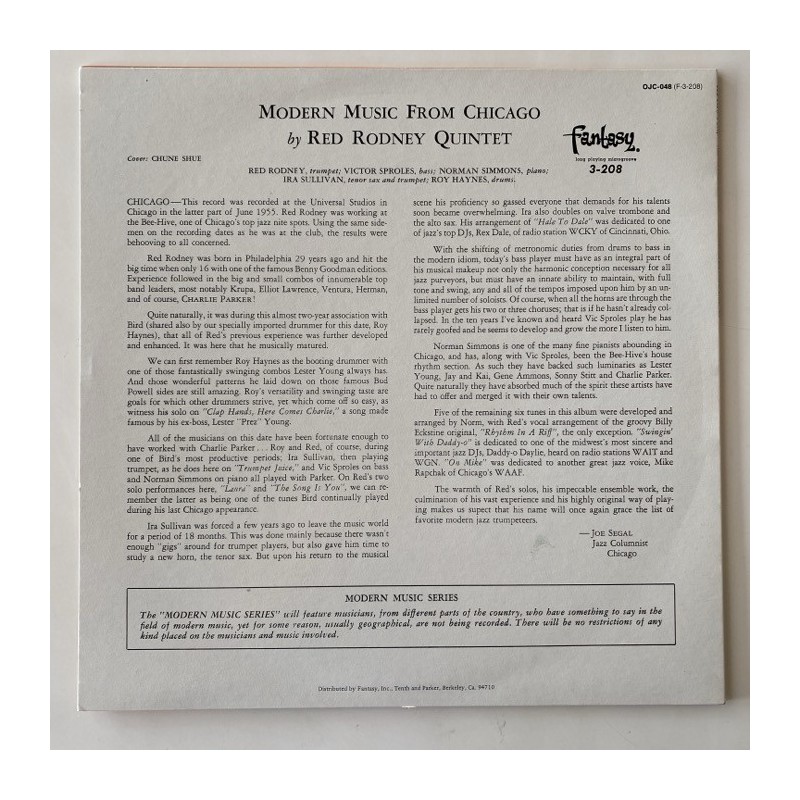 OJC-048 (F-3-208)
MODERN MUSIC FROM CHICAGO
by RED RODNEY QUINTET
fantasy.
long playing microgroove
3-208
Cover: CHUNE SHUE
RED RODNEY, trumpet; VICTOR SPROLES, bass; NORMAN SIMMONS, piano;
IRA SULLIVAN, tenor sax and trumpet; ROY HAYNES, drums.
CHICAGO—This record was recorded at the Universal Studios in
Chicago in the latter part of June 1955. Red Rodney was working at
the Bee-Hive, one of Chicago's top jazz nite spots. Using the same side-
men on the recording dates as he was at the club, the results were
behooving to all concerned.
Red Rodney was born in Philadelphia 29 years ago and hit the
big time when only 16 with one of the famous Benny Goodman editions.
Experience followed in the big and small combos of innumerable top
band leaders, most notably Krupa, Elliot Lawrence, Ventura, Herman,
and of course, CHARLIE PARKER!
Quite naturally, it was during this almost two-year association with
Bird (shared also by our specially imported drummer for this date, Roy
Haynes), that all of Red's previous experience was further developed
and enhanced. It was here that he musically matured.
We can first remember Roy Haynes as the booting drummer with
one of those fantastically swinging combos Lester Young always has.
And those wonderful patterns he laid down on those famous Bud
Powell sides are still amazing. Roy's versatility and swinging taste are
goals for which other drummers strive, yet which come off so easy, as
witness his solo on "Clap Hands, Here Comes Charlie," a song made
famous by his ex-boss, Lester "Prez" Young.
All of the musicians on this date have been fortunate enough to
have worked with Charlie Parker... Roy and Red, of course, during
one of Bird's most productive periods; Ira Sullivan, then playing
trumpet, as he does here on "Trumpet Juice," and Vic Sproles on bass
and Norman Simmons on piano all played with Parker. On Red's two
solo performances here, "Laura" and "The Song Is You", we can re-
member the latter as being one of the tunes Bird continually played
during his last Chicago appearance.
Ira Sullivan was forced a few years ago to leave the music world
for a period of 18 months. This was done mainly because there wasn't
enough "gigs" around for trumpet players, but also gave him time to
study a new horn, the tenor sax. But upon his return to the musical
scene his proficiency so gassed everyone that demands for his talents
soon became overwhelming. Ira also doubles on valve trombone and
the alto sax. His arrangement of "Hale To Dale" was dedicated to one
of jazz's top DJs, Rex Dale, of radio station WCKY of Cincinnati, Ohio.
With the shifting of metronomic duties from drums to bass in
the modern idiom, today's bass player must have as an integral part of
his musical makeup not only the harmonic conception necessary for all
jazz purveyors, but must have an innate ability to maintain, with full
tone and swing, any and all of the tempos imposed upon him by an un-
limited number of soloists. Of course, when all the horns are through the
bass player gets his two or three choruses; that is if he hasn't already col-
lapsed. In the ten years I've known and heard Vic Sproles play he has
rarely goofed and he seems to develop and grow the more I listen to him.
Norman Simmons is one of the many fine pianists abounding in
Chicago, and has, along with Vic Sproles, been the Bee-Hive's house
rhythm section. As such they have backed such luminaries as Lester
Young, Jay and Kai, Gene Ammons, Sonny Stitt and Charlie Parker.
Quite naturally they have absorbed much of the spirit these artists have
had to offer and merged it with their own talents.
Five of the remaining six tunes in this album were developed and
arranged by Norm, with Red's vocal arrangement of the groovy Billy
Eckstine original, "Rhythm In A Riff", the only exception. "Swingin'
With Daddy-o" is dedicated to one of the midwest's most sincere and
important jazz DJs, Daddy-o Daylie, heard on radio stations WAIT and
WGN. "On Mike" was dedicated to another great jazz voice, Mike
Rapchak of Chicago's WAAF.
The warmth of Red's solos, his impeccable ensemble work, the
culmination of his vast experience and his highly original way of play-
ing makes us supect that his name will once again grace the list of
favorite modern jazz trumpeters.
— JOE SEGAL
Jazz Columnist
Chicago
MODERN MUSIC SERIES
The "MODERN MUSIC SERIES" will feature musicians, from different parts of the country, who have something to say in the
field of modern music, yet for some reason, usually geographical, are not being recorded. There will be no restrictions of any
kind placed on the musicians and music involved.
Distributed by Fantasy, Inc., Tenth and Parker, Berkeley, Ca. 94710